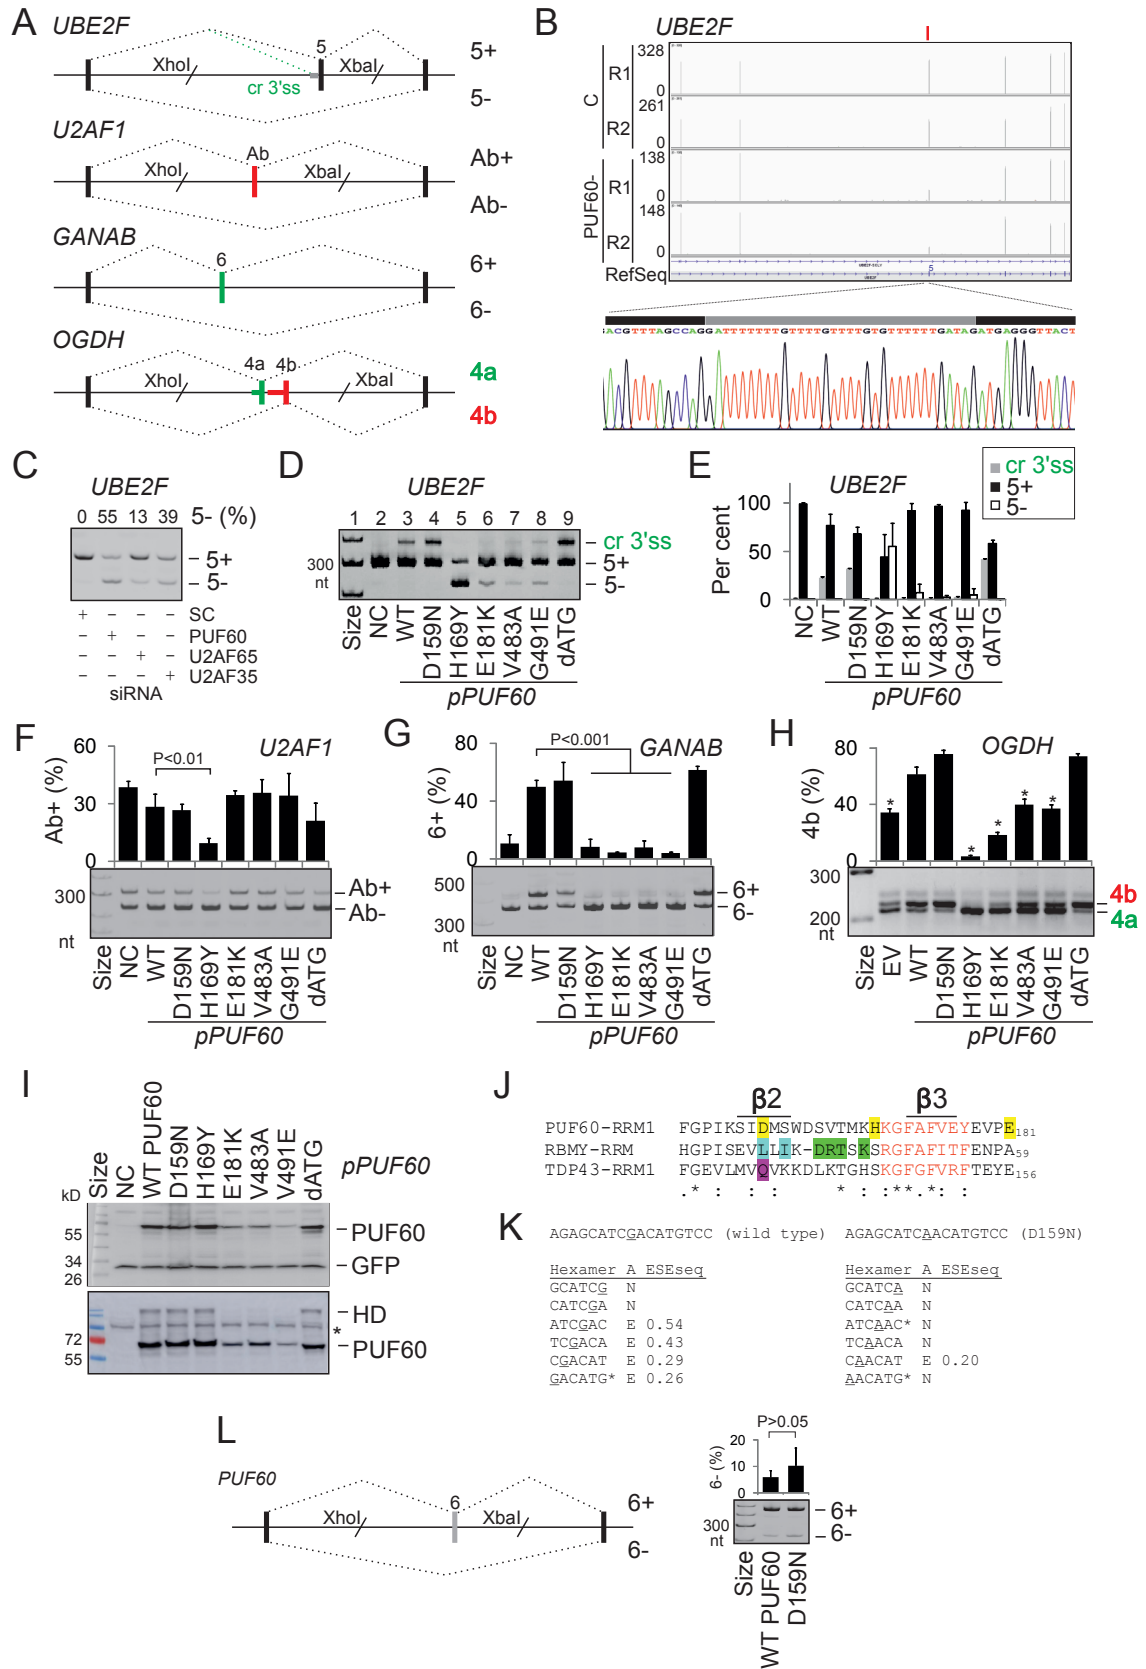 A
UBE2F
5
XhoI
XbaI
cr 3'ss
5+
5-
U2AF1
Ab
XhoI
XbaI
Ab+
Ab-
GANAB
6
6+
6-
OGDH
4a 4b
XhoI
XbaI
4a
4b
B
UBE2F
C
R1
328
0
R2
261
0
PUF60-
R1
138
0
R2
148
0
RefSeq
5
UBE2F
ACGTTTAGCCAGGATTTTTTTGTTTTGTTTTGTGTTTTTTGATAGATGAGGGTTACT
C
UBE2F
0 55 13 39 5- (%)
5+
5-
+ – – – SC
– + – – PUF60
– – + – U2AF65
– – – + U2AF35
siRNA
D
UBE2F
1 2 3 4 5 6 7 8 9
cr 3'ss
300
nt
5+
5-
Size NC WT D159N H169Y E181K V483A G491E dATG
pPUF60
E
UBE2F
cr 3'ss
5+
5-
Per cent
100
50
0
NC WT D159N H169Y E181K V483A G491E dATG
pPUF60
F
U2AF1
Ab+ (%)
60
30
0
P<0.01
300
nt
Ab+
Ab-
Size NC WT D159N H169Y E181K V483A G491E dATG
pPUF60
G
GANAB
6+ (%)
80
40
0
P<0.001
500
300
nt
6+
6-
Size NC WT D159N H169Y E181K V483A G491E dATG
pPUF60
H
OGDH
4b (%)
80
40
0
* * * * *
300
200
nt
4b
4a
Size EV WT D159N H169Y E181K V483A G491E dATG
pPUF60
I
Size NC WT PUF60 D159N H169Y E181K V483A V491E dATG
pPUF60
kD
55
34
26
PUF60
GFP
72
55
HD
*
PUF60
J
β2 β3
PUF60-RRM1 FGPIKSIDMSWDSVTMKHKGFAFVEYEVPE181
RBMY-RRM HGPISEVLLIK-DRTSKSRGFAFITFENPA59
TDP43-RRM1 FGEVLMVQVKKDLKTGHSKGFGFVRFTEYE156
.* : : : * : :**.*: :
K
AGAGCATCGACATGTCC (wild type)
Hexamer A ESEseq
GCATCG N
CATCGA N
ATCGAC E 0.54
TCGACA E 0.43
CGACAT E 0.29
GACATG* E 0.26
AGAGCATCAACATGTCC (D159N)
Hexamer A ESEseq
GCATCA N
CATCAA N
ATCAAC* N
TCAACA N
CAACAT E 0.20
AACATG* N
L
PUF60
6
XhoI
XbaI
6+
6-
P>0.05
6- (%)
20
10
0
300
nt
6+
6-
Size WT PUF60 D159N